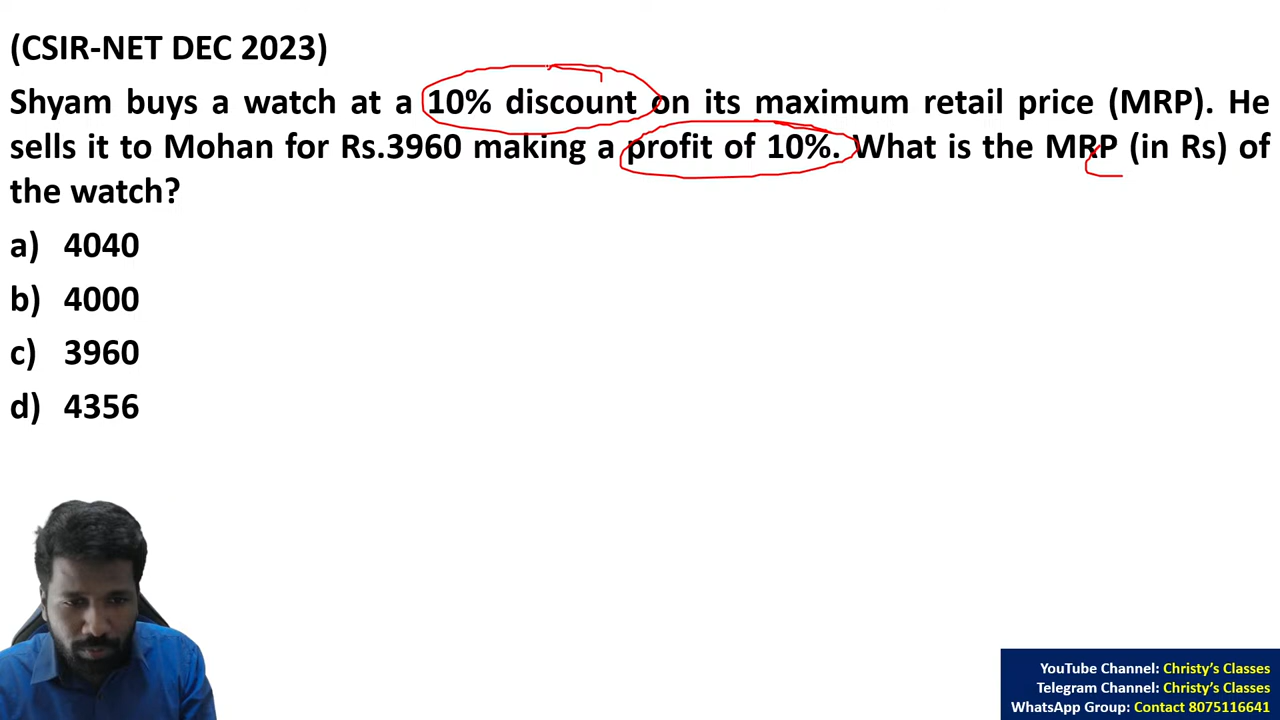 (CSIR-NET DEC 2023)
Shyam buys a watch at a 10% discount on its maximum retail price (MRP). He
sells it to Mohan for Rs.3960 making a profit of 10%. What is the MRP (in Rs) of
the watch?
a) 4040
b) 4000
c) 3960
d) 4356
YouTube Channel: Christy's Classes
Telegram Channel: Christy's Classes
WhatsApp Group: Contact 8075116641